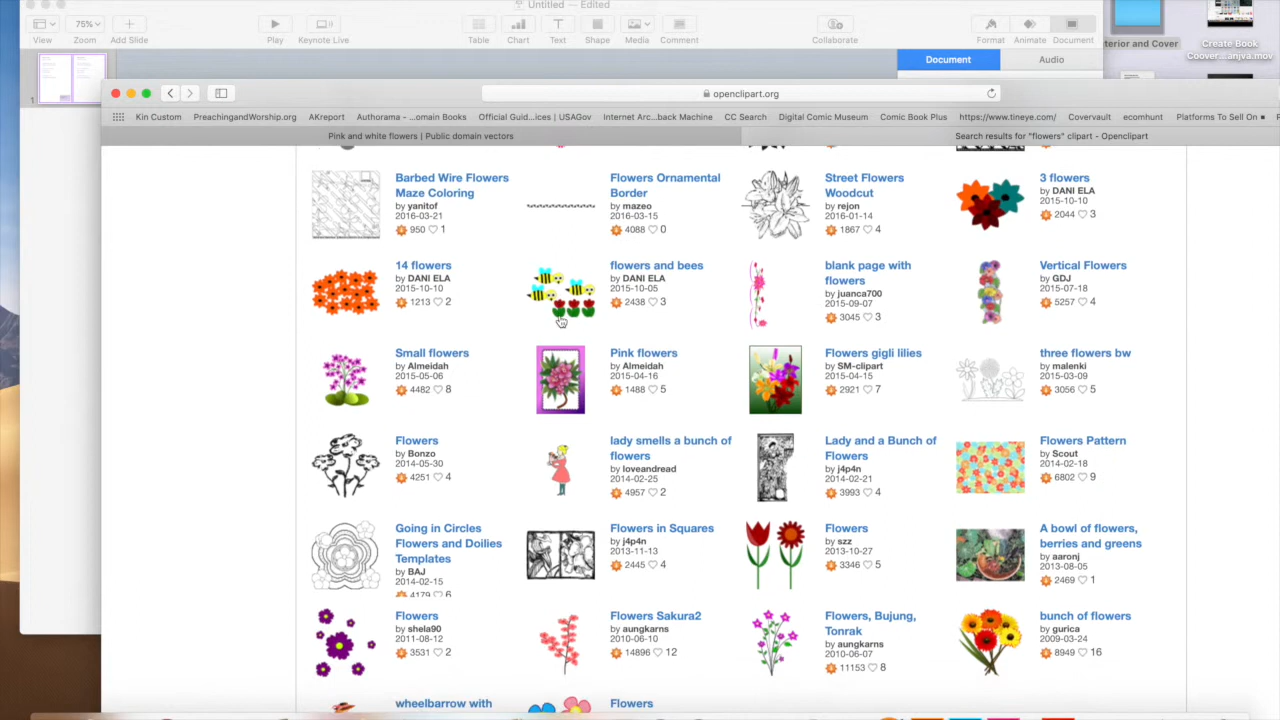 Untitled — Edited
75%
View
Zoom
Add Slide
Play
Keynote Live
Table
Chart
Text
Shape
Media
Comment
Collaborate
Format
Animate
Document
terior and Cover
Create Book
Coover...anjva.mov
Document
Audio
1
openclipart.org
Kin Custom
PreachingandWorship.org
AKreport
Authorama - ...omain Books
Official Guid...ices | USAGov
Internet Arc...back Machine
CC Search
Digital Comic Museum
Comic Book Plus
https://www.tineye.com/
Covervault
ecomhunt
Platforms To Sell On
Pink and white flowers | Public domain vectors
Search results for "flowers" clipart - Openclipart
Barbed Wire Flowers
Maze Coloring
by yanitof
2016-03-21
950 1
Flowers Ornamental
Border
by mazeo
2016-03-15
4088 0
Street Flowers
Woodcut
by rejon
2016-01-14
1867 4
3 flowers
by DANI ELA
2015-10-10
2044 3
14 flowers
by DANI ELA
2015-10-10
1213 2
flowers and bees
by DANI ELA
2015-10-05
2438 3
blank page with
flowers
by juanca700
2015-09-07
3045 3
Vertical Flowers
by GDJ
2015-07-18
5257 4
Small flowers
by Almeidah
2015-05-06
4482 8
Pink flowers
by Almeidah
2015-04-16
1488 5
Flowers gigli lilies
by SM-clipart
2015-04-15
2921 7
three flowers bw
by malenki
2015-03-09
3056 5
Flowers
by Bonzo
2014-05-30
4251 4
lady smells a bunch of
flowers
by loveandread
2014-02-25
4957 2
Lady and a Bunch of
Flowers
by j4p4n
2014-02-21
3993 4
Flowers Pattern
by Scout
2014-02-18
6802 9
Going in Circles
Flowers and Doilies
Templates
by BAJ
2014-02-15
4179 6
Flowers in Squares
by j4p4n
2013-11-13
2445 4
Flowers
by szz
2013-10-27
3346 5
A bowl of flowers,
berries and greens
by aaronj
2013-08-05
2469 1
Flowers
by shela90
2011-08-12
3531 2
Flowers Sakura2
by aungkarns
2010-06-10
14896 12
Flowers, Bujung,
Tonrak
by aungkarns
2010-06-07
11153 8
bunch of flowers
by gurica
2009-03-24
8949 16
wheelbarrow with
Flowers